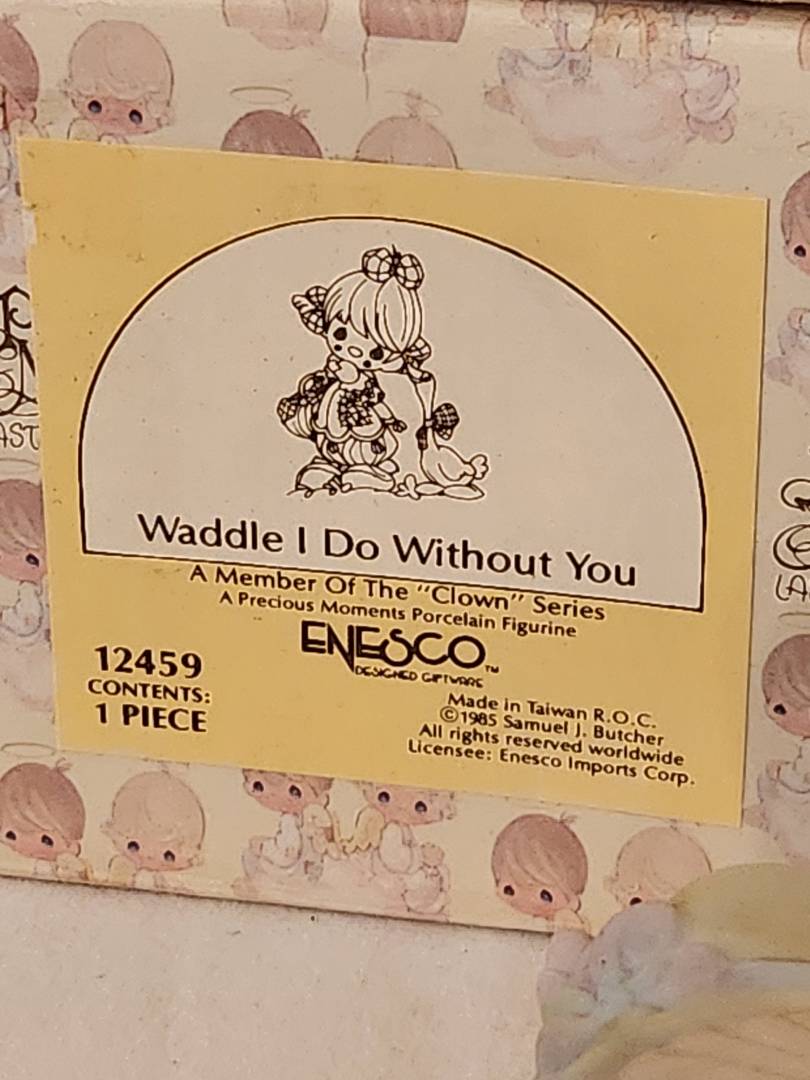 Waddle I Do Without You
A Member Of The "Clown" Series
A Precious Moments Porcelain Figurine
ENESCO™
DESIGNED GIFTWARE
12459
CONTENTS:
1 PIECE
Made in Taiwan R.O.C.
©1985 Samuel J. Butcher
All rights reserved worldwide
Licensee: Enesco Imports Corp.